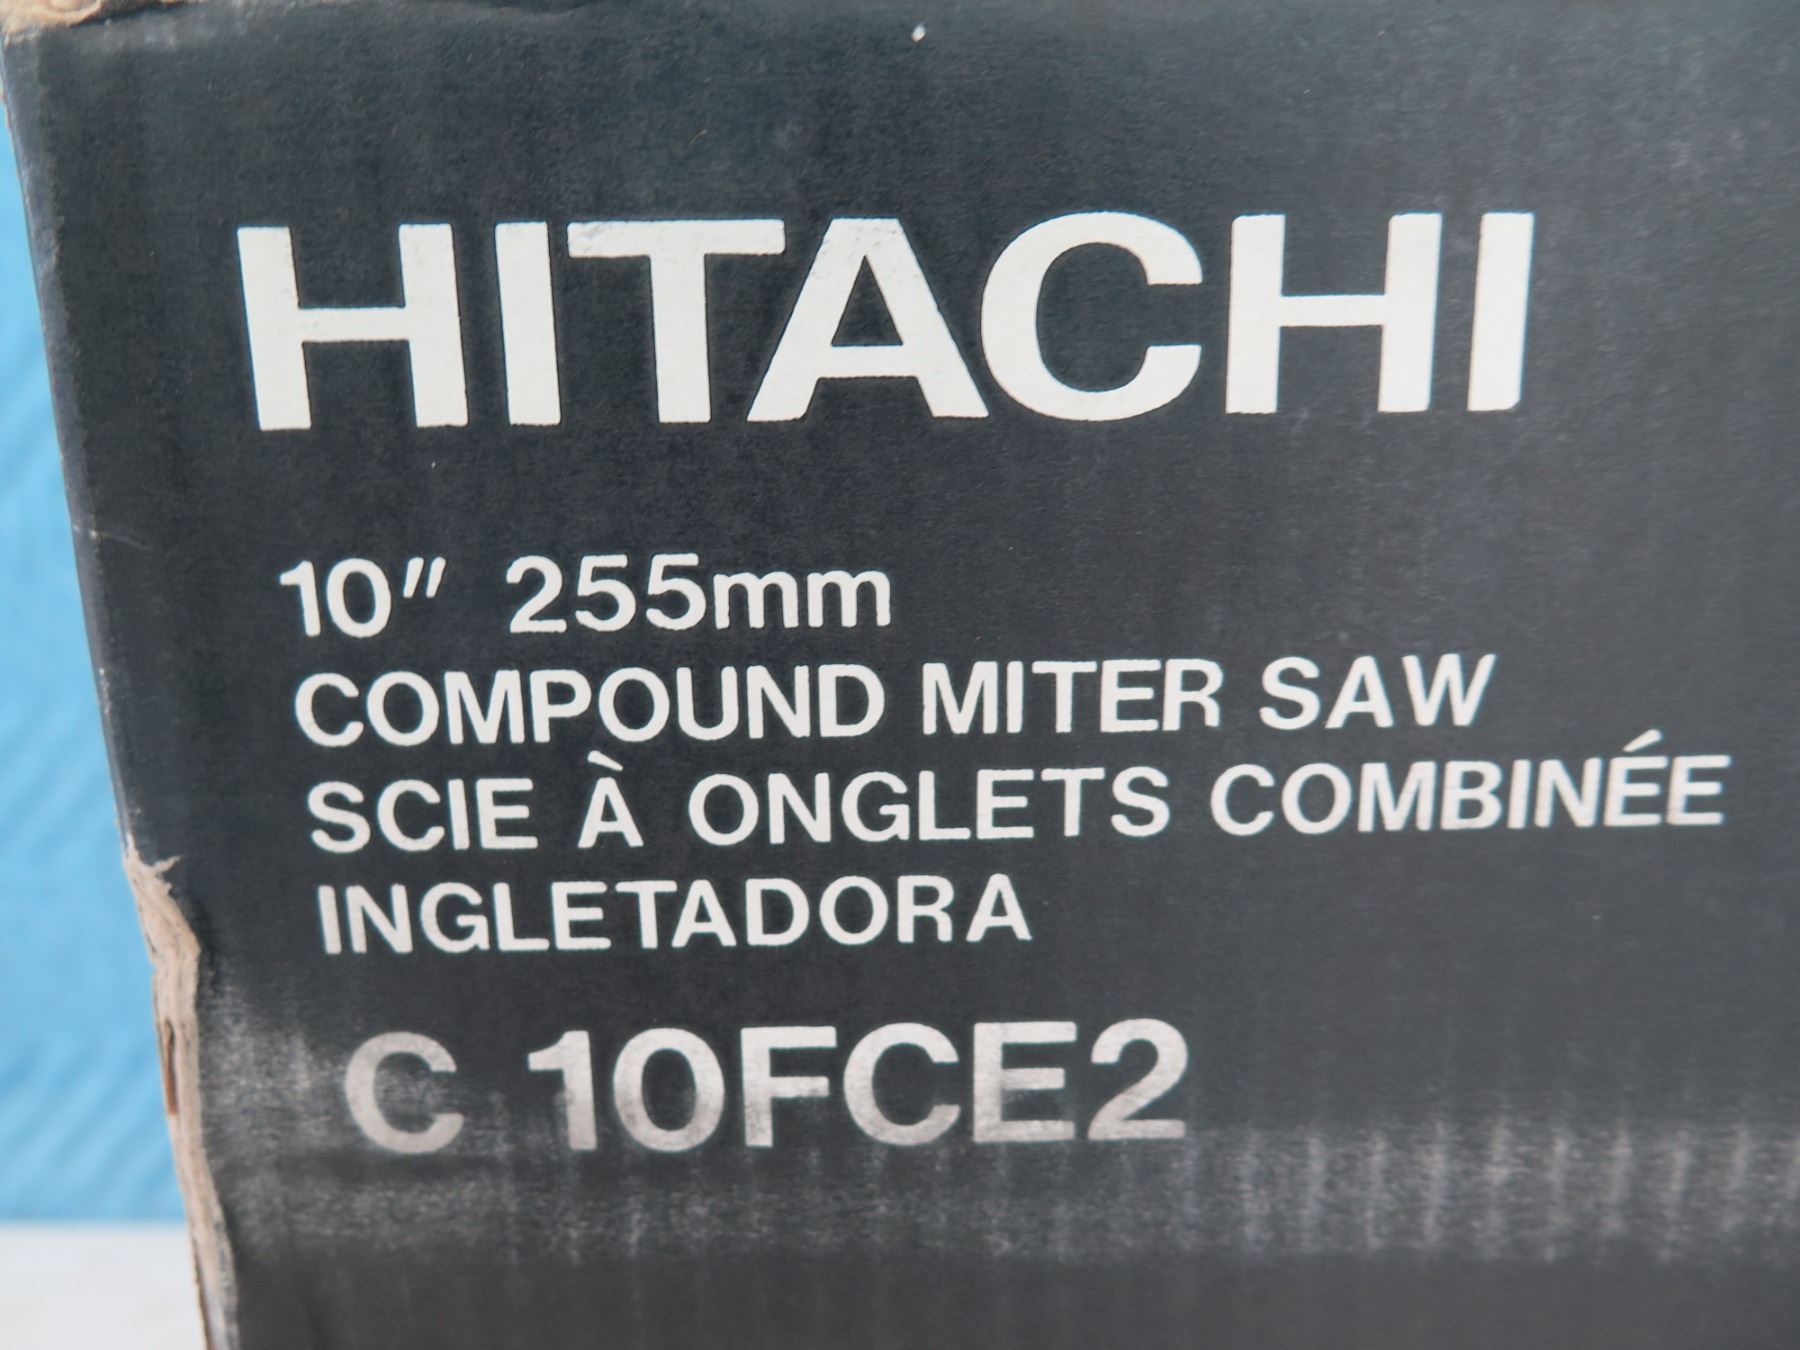 HITACHI
10" 255mm
COMPOUND MITER SAW
SCIE À ONGLETS COMBINÉE
INGLETADORA
C 10FCE2